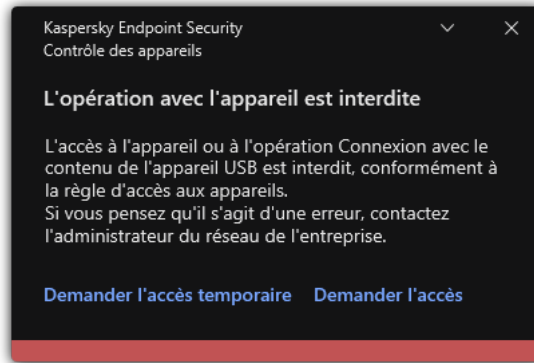 Kaspersky Endpoint Security
Contrôle des appareils
L'opération avec l'appareil est interdite
L'accès à l'appareil ou à l'opération Connexion avec le
contenu de l'appareil USB est interdit, conformément à
la règle d'accès aux appareils.
Si vous pensez qu'il s'agit d'une erreur, contactez
l'administrateur du réseau de l'entreprise.
Demander l'accès temporaire Demander l'accès